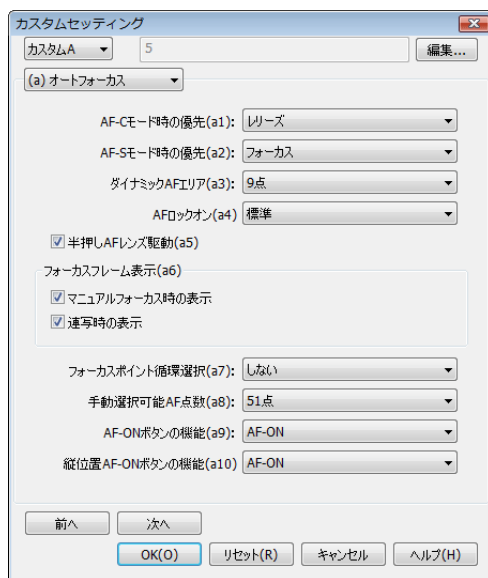 カスタムセッティング
カスタムA 5 編集...
(a) オートフォーカス
AF-Cモード時の優先(a1): レリーズ
AF-Sモード時の優先(a2): フォーカス
ダイナミックAFエリア(a3): 9点
AFロックオン(a4) 標準
半押しAFレンズ駆動(a5)
フォーカスフレーム表示(a6)
マニュアルフォーカス時の表示
連写時の表示
フォーカスポイント循環選択(a7): しない
手動選択可能AF点数(a8): 51点
AF-ONボタンの機能(a9): AF-ON
縦位置AF-ONボタンの機能(a10) AF-ON
前へ 次へ
OK(O) リセット(R) キャンセル ヘルプ(H)